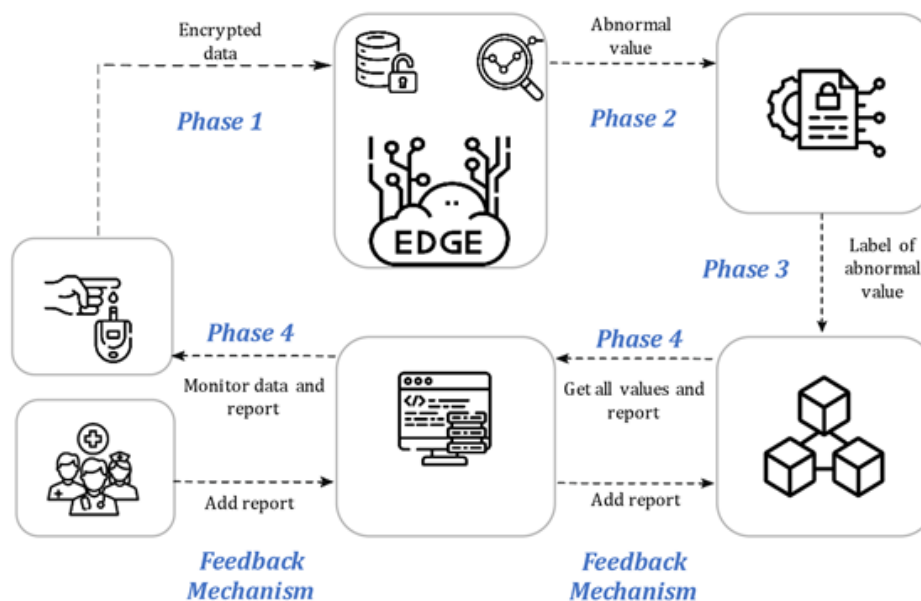 Encrypted
data
Abnormal
value
Phase 1
Phase 2
EDGE
Phase 3
Label of
abnormal
value
Phase 4
Phase 4
Monitor data and
report
Get all values and
report
</>
Add report
Add report
Feedback
Mechanism
Feedback
Mechanism